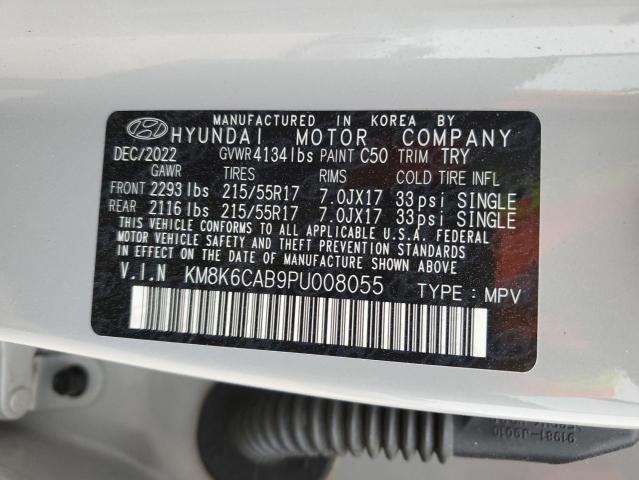 MANUFACTURED IN KOREA BY
HYUNDAI MOTOR COMPANY
DEC/2022 GVWR 4134lbs PAINT C50 TRIM TRY
GAWR TIRES RIMS COLD TIRE INFL
FRONT 2293 lbs 215/55R17 7.0JX17 33psi SINGLE
REAR 2116 lbs 215/55R17 7.0JX17 33psi SINGLE
THIS VEHICLE CONFORMS TO ALL APPLICABLE U.S.A. FEDERAL
MOTOR VEHICLE SAFETY AND THEFT PREVENTION STANDARDS
IN EFFECT ON THE DATE OF MANUFACTURE SHOWN ABOVE.
V.I.N KM8K6CAB9PU008055
TYPE : MPV